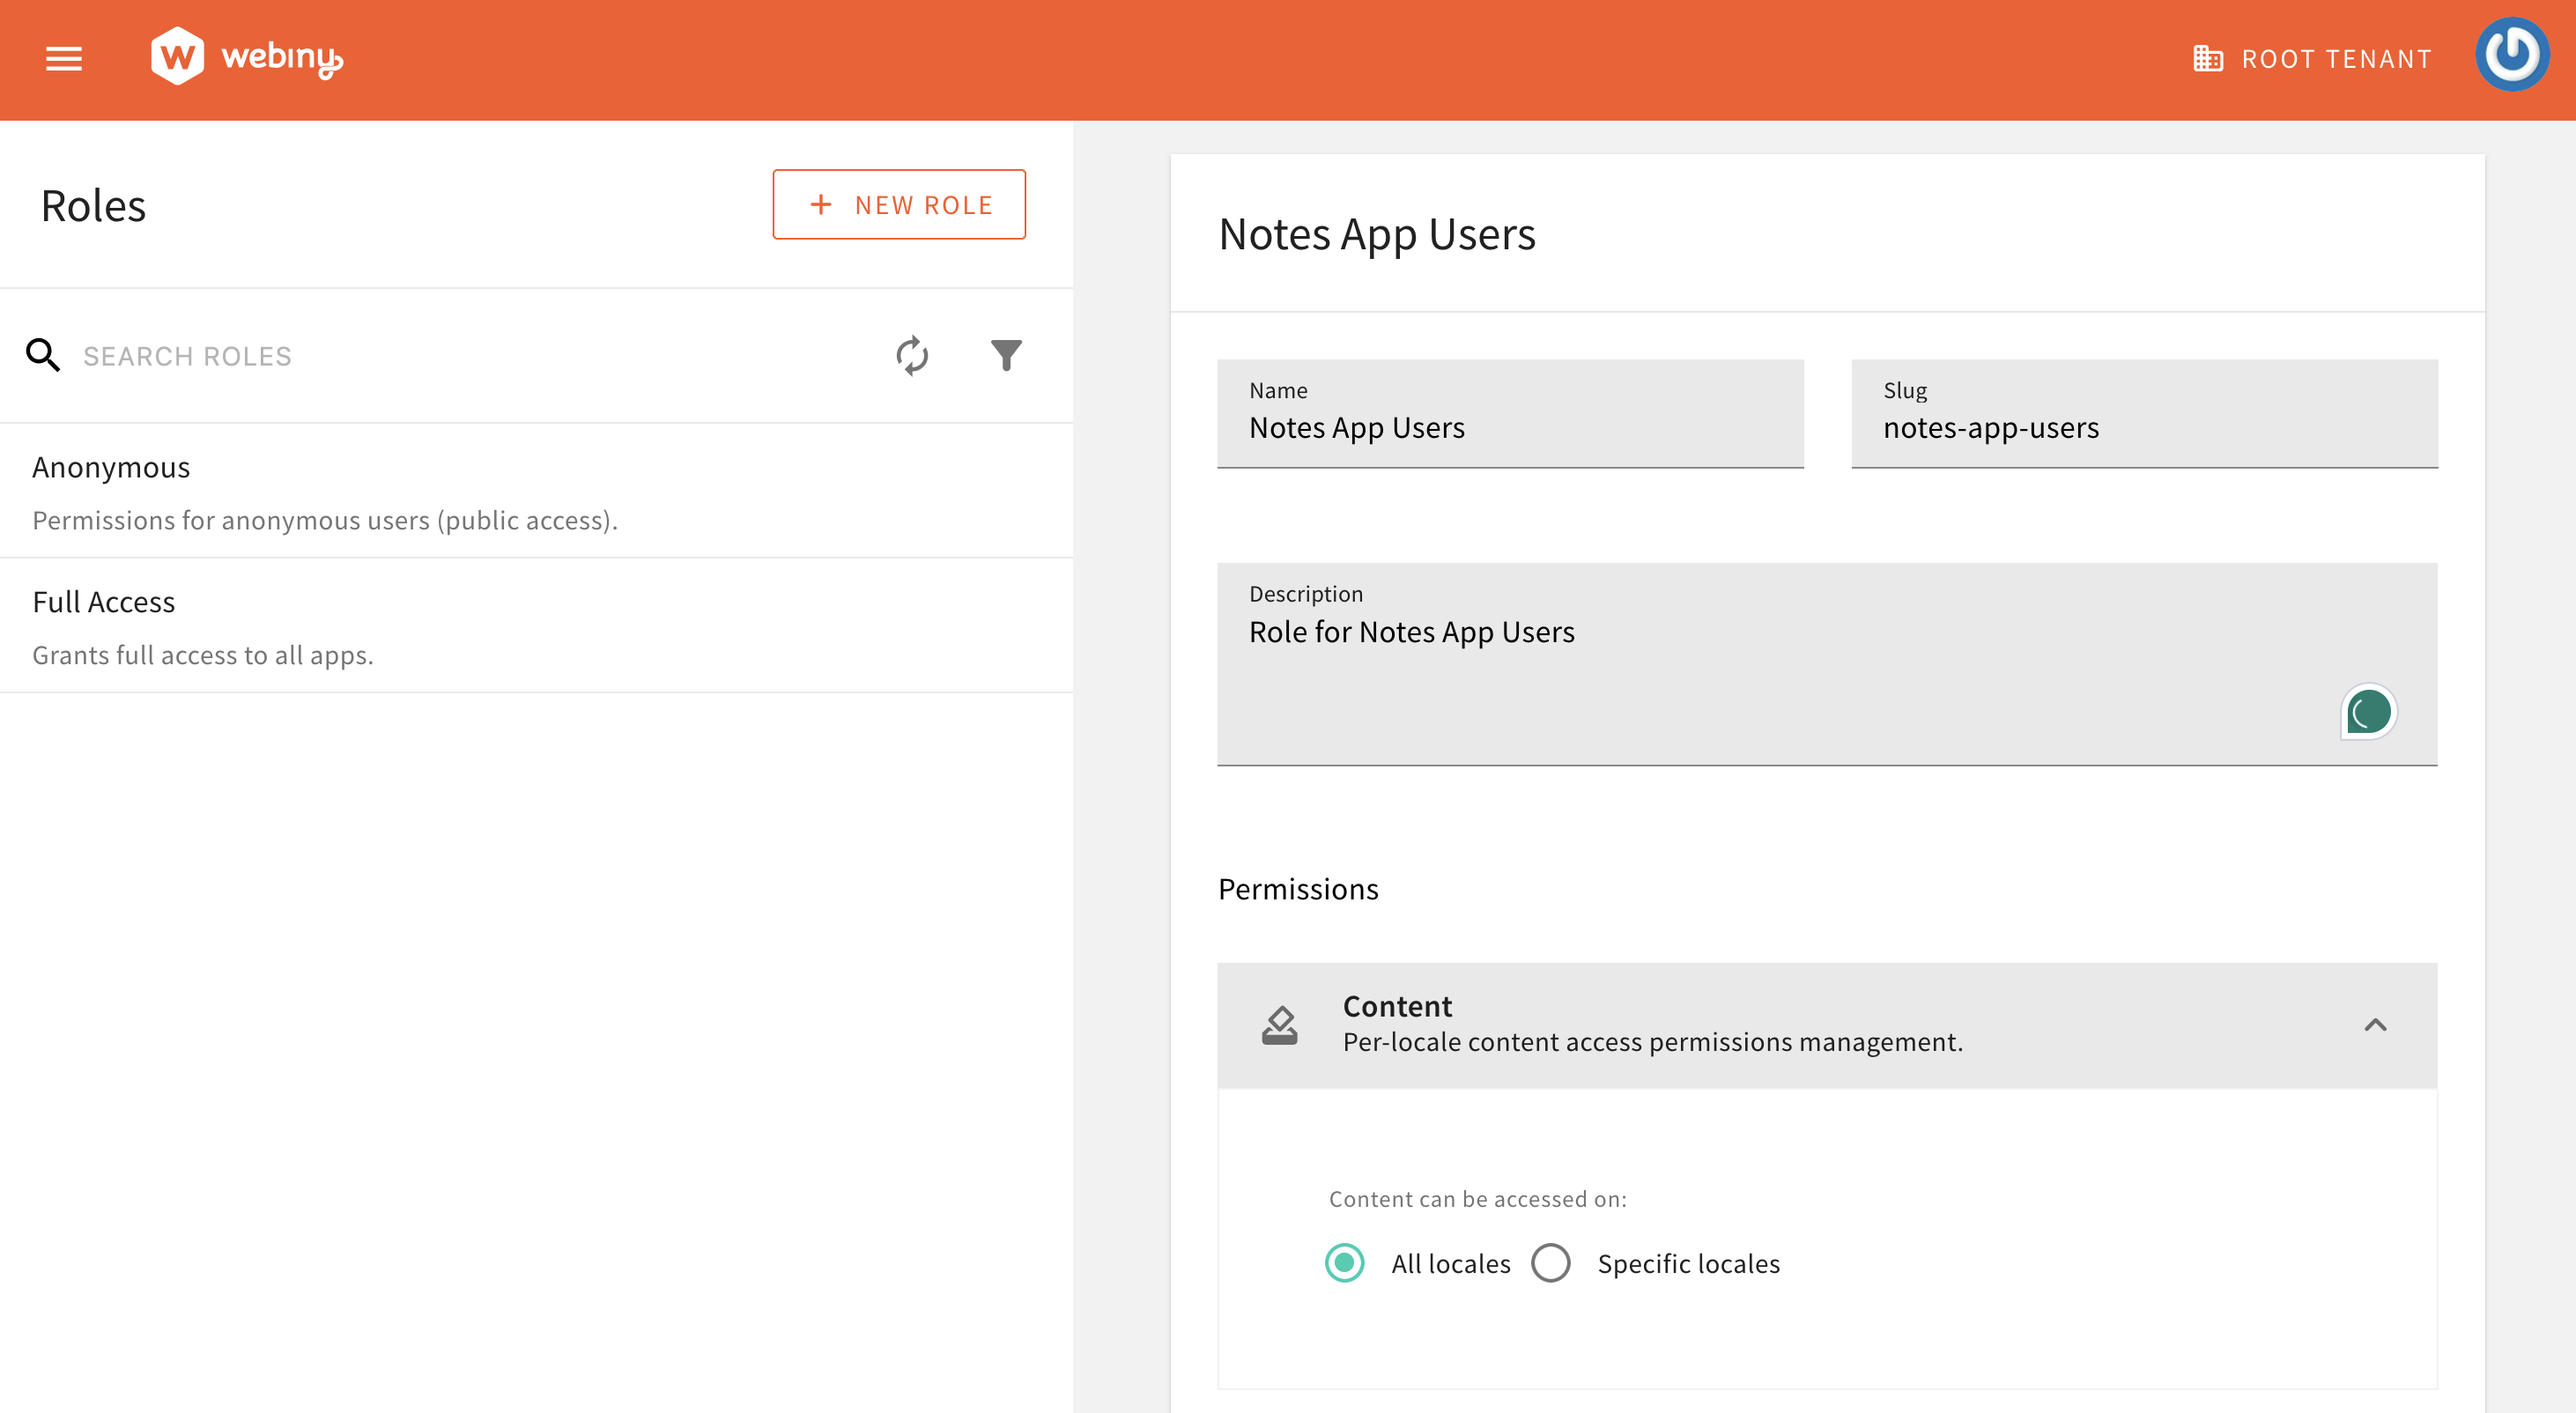 webiny
ROOT TENANT
Roles
+ NEW ROLE
SEARCH ROLES
Anonymous
Permissions for anonymous users (public access).
Full Access
Grants full access to all apps.
Notes App Users
Name
Notes App Users
Slug
notes-app-users
Description
Role for Notes App Users
Permissions
Content
Per-locale content access permissions management.
Content can be accessed on:
All locales
Specific locales